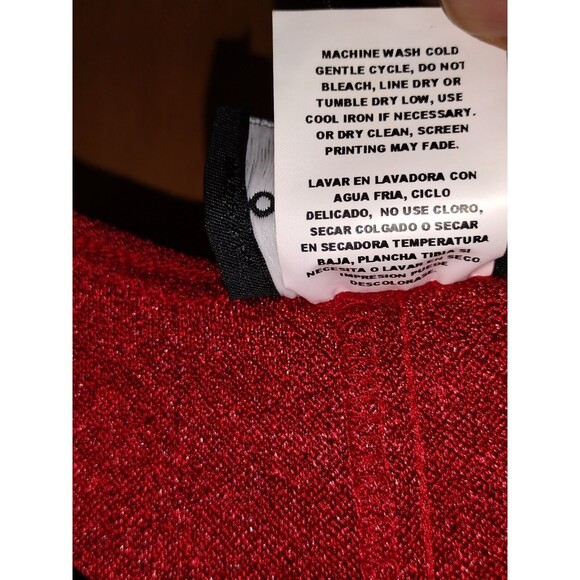 MACHINE WASH COLD
GENTLE CYCLE, DO NOT
BLEACH, LINE DRY OR
TUMBLE DRY LOW, USE
COOL IRON IF NECESSARY.
OR DRY CLEAN, SCREEN
PRINTING MAY FADE.
LAVAR EN LAVADORA CON
AGUA FRIA, CICLO
DELICADO, NO USE CLORO,
SECAR COLGADO O SECAR
EN SECADORA TEMPERATURA
BAJA, PLANCHA TIBIA SI
NECESITA O LAVAR EN SECO
IMPRESION PUEDE
DESCOLORASE.
O